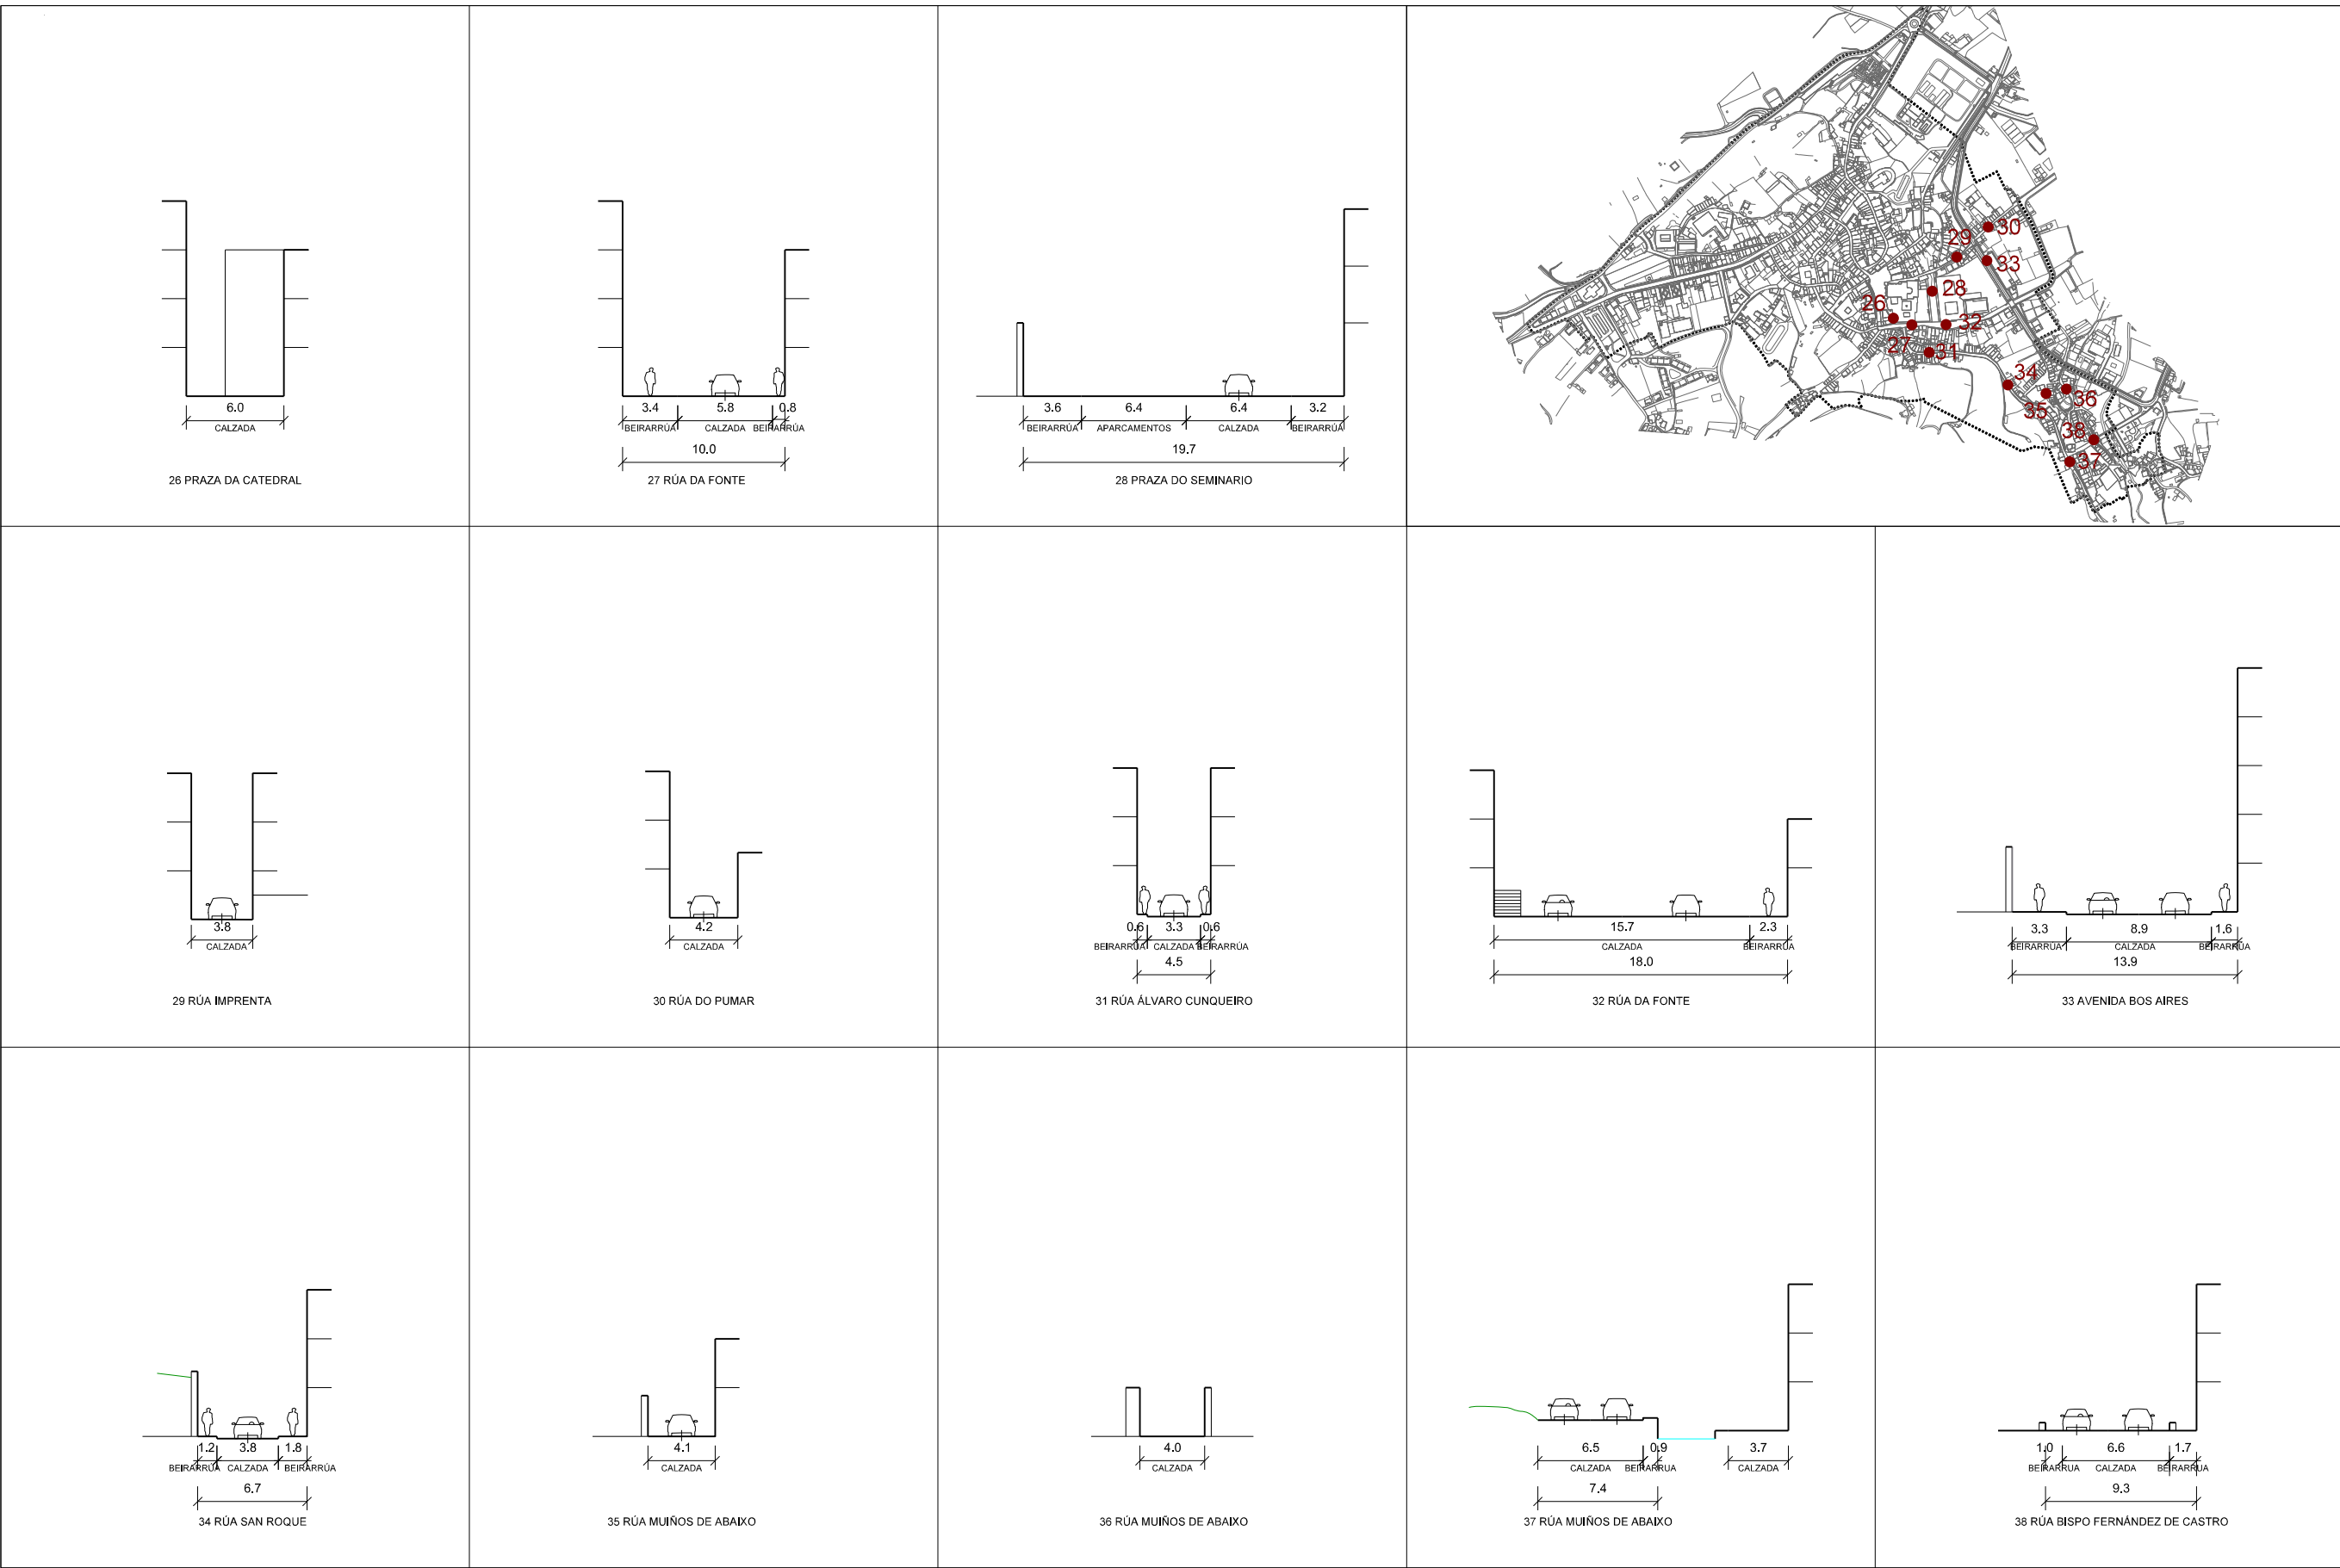 6.0
CALZADA
26 PRAZA DA CATEDRAL
3.4 5.8 0.8
BEIRARRÚA CALZADA BEIRARRÚA
10.0
27 RÚA DA FONTE
3.6 6.4 6.4 3.2
BEIRARRÚA APARCAMENTOS CALZADA BEIRARRÚA
19.7
28 PRAZA DO SEMINARIO
30
29
33
28
26
32
27
31
34
36
35
38
37
3.8
CALZADA
29 RÚA IMPRENTA
4.2
CALZADA
30 RÚA DO PUMAR
0.6 3.3 0.6
BEIRARRÚA CALZADA BEIRARRÚA
4.5
31 RÚA ÁLVARO CUNQUEIRO
15.7 2.3
CALZADA BEIRARRÚA
18.0
32 RÚA DA FONTE
3.3 8.9 1.6
BEIRARRÚA CALZADA BEIRARRÚA
13.9
33 AVENIDA BOS AIRES
1.2 3.8 1.8
BEIRARRÚA CALZADA BEIRARRÚA
6.7
34 RÚA SAN ROQUE
4.1
CALZADA
35 RÚA MUIÑOS DE ABAIXO
4.0
CALZADA
36 RÚA MUIÑOS DE ABAIXO
6.5 0.9 3.7
CALZADA BEIRARRUA CALZADA
7.4
37 RÚA MUIÑOS DE ABAIXO
1.0 6.6 1.7
BEIRARRUA CALZADA BEIRARRUA
9.3
38 RÚA BISPO FERNÁNDEZ DE CASTRO